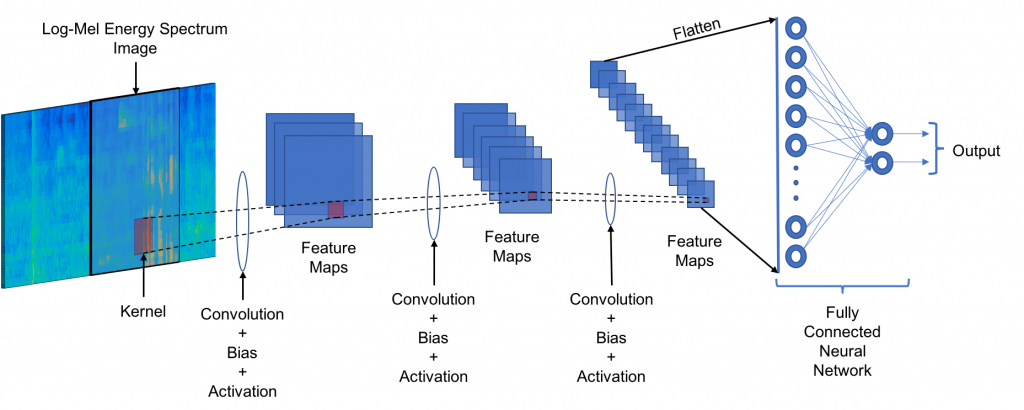 Log-Mel Energy Spectrum
Image
Kernel
Convolution
+
Bias
+
Activation
Feature
Maps
Convolution
+
Bias
+
Activation
Feature
Maps
Convolution
+
Bias
+
Activation
Feature
Maps
Flatten
Fully
Connected
Neural
Network
Output